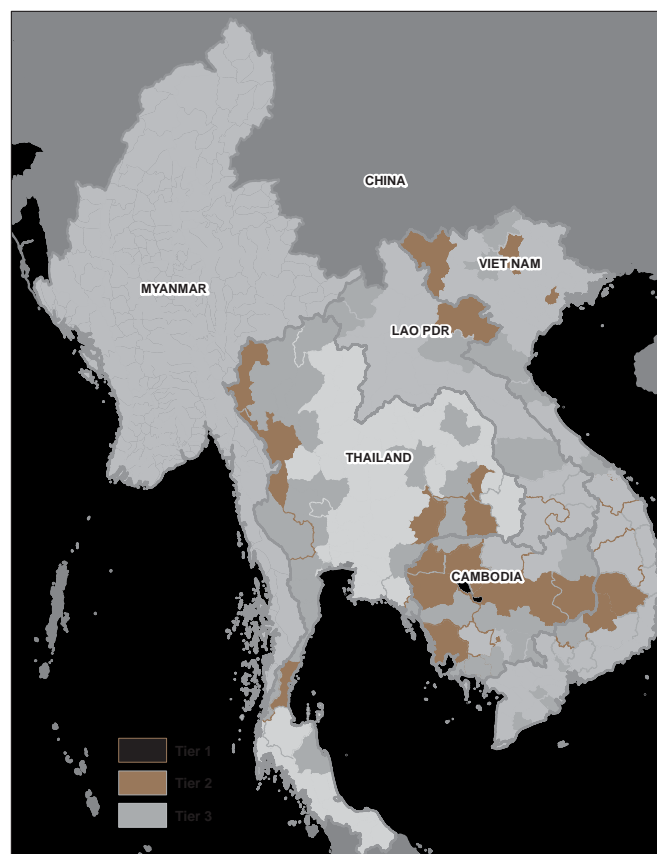 CHINA
VIET NAM
MYANMAR
LAO PDR
THAILAND
CAMBODIA
Tier 1
Tier 2
Tier 3